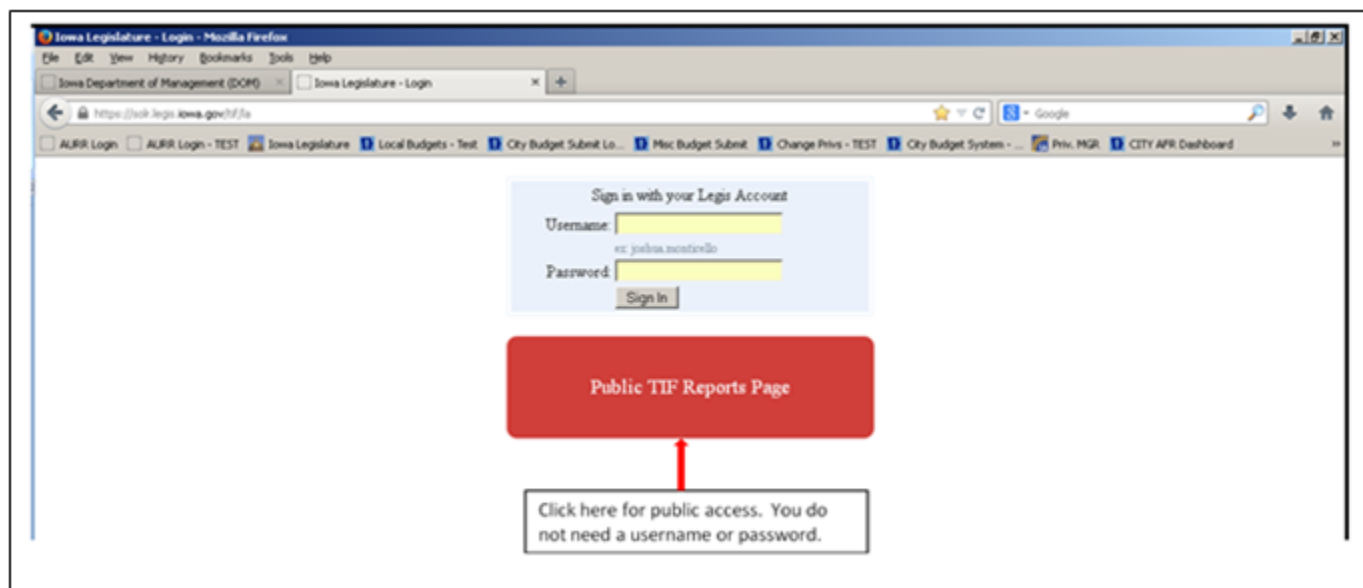 Iowa Legislature - Login - Mozilla Firefox
File Edit View History Bookmarks Tools Help
Iowa Department of Management (DOM) Iowa Legislature - Login
iowa.gov Google
AURR Login AURR Login - TEST Iowa Legislature Local Budgets - Test City Budget Submit Lo... Misc Budget Submit Change Privs - TEST City Budget System - ... Priv. MGR CITY AFR Dashboard
Sign in with your Legis Account
Username:
ex: joshua.monticello
Password:
Sign In
Public TIF Reports Page
Click here for public access. You do
not need a username or password.